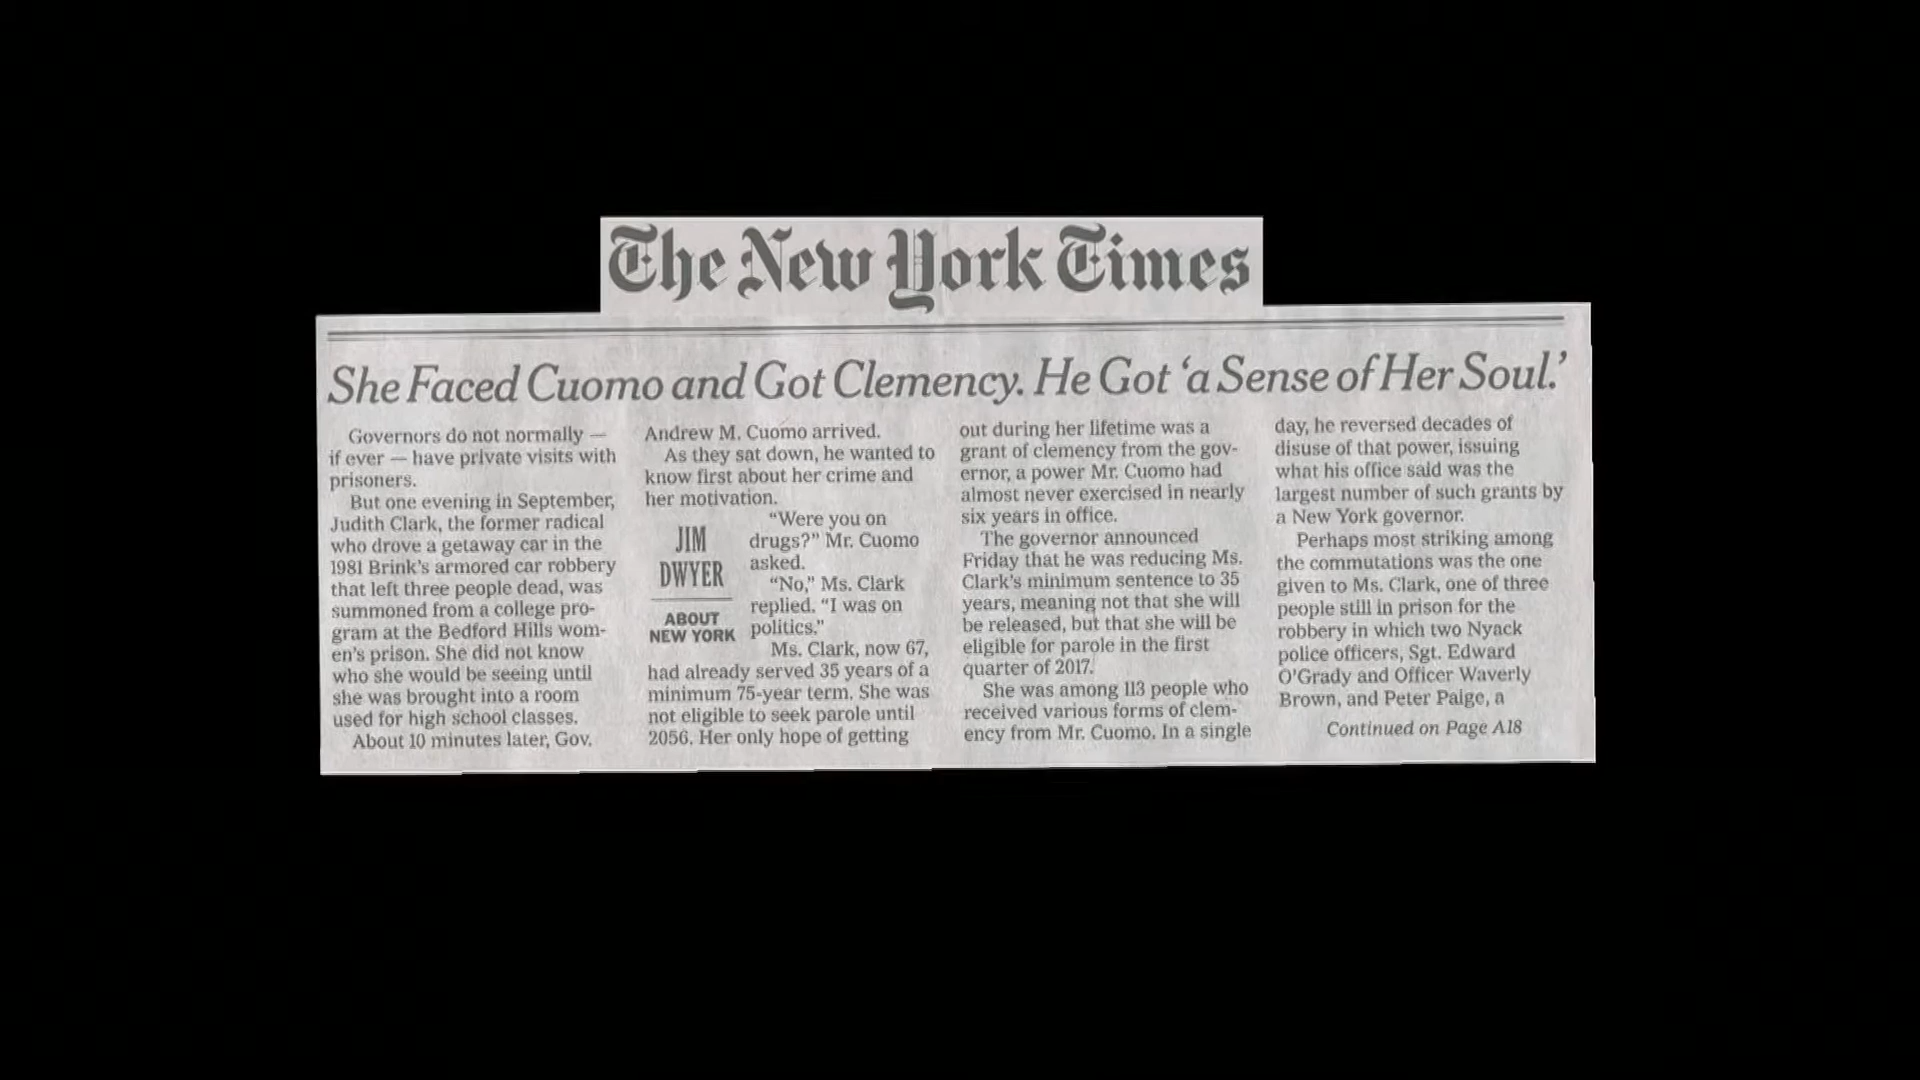 The New York Times
She Faced Cuomo and Got Clemency. He Got ‘a Sense of Her Soul.’
Governors do not normally —
if ever — have private visits with
prisoners.
But one evening in September,
Judith Clark, the former radical
who drove a getaway car in the
1981 Brink’s armored car robbery
that left three people dead, was
summoned from a college pro-
gram at the Bedford Hills wom-
en’s prison. She did not know
who she would be seeing until
she was brought into a room
used for high school classes.
About 10 minutes later, Gov.
Andrew M. Cuomo arrived.
As they sat down, he wanted to
know first about her crime and
her motivation.
JIM
DWYER
ABOUT
NEW YORK
“Were you on
drugs?” Mr. Cuomo
asked.
“No,” Ms. Clark
replied. “I was on
politics.”
Ms. Clark, now 67,
had already served 35 years of a
minimum 75-year term. She was
not eligible to seek parole until
2056. Her only hope of getting
out during her lifetime was a
grant of clemency from the gov-
ernor, a power Mr. Cuomo had
almost never exercised in nearly
six years in office.
The governor announced
Friday that he was reducing Ms.
Clark’s minimum sentence to 35
years, meaning not that she will
be released, but that she will be
eligible for parole in the first
quarter of 2017.
She was among 113 people who
received various forms of clem-
ency from Mr. Cuomo. In a single
day, he reversed decades of
disuse of that power, issuing
what his office said was the
largest number of such grants by
a New York governor.
Perhaps most striking among
the commutations was the one
given to Ms. Clark, one of three
people still in prison for the
robbery in which two Nyack
police officers, Sgt. Edward
O’Grady and Officer Waverly
Brown, and Peter Paige, a
Continued on Page A18